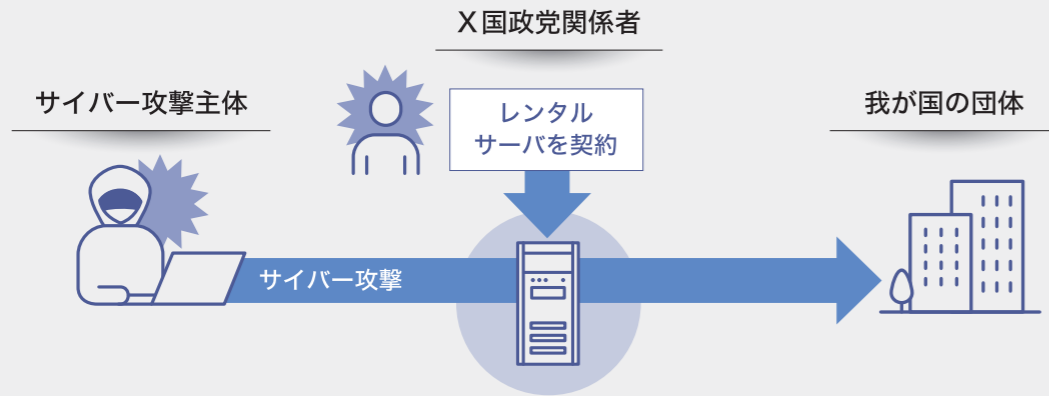 X国政党関係者
サイバー攻撃主体
レンタル
サーバを契約
我が国の団体
サイバー攻撃